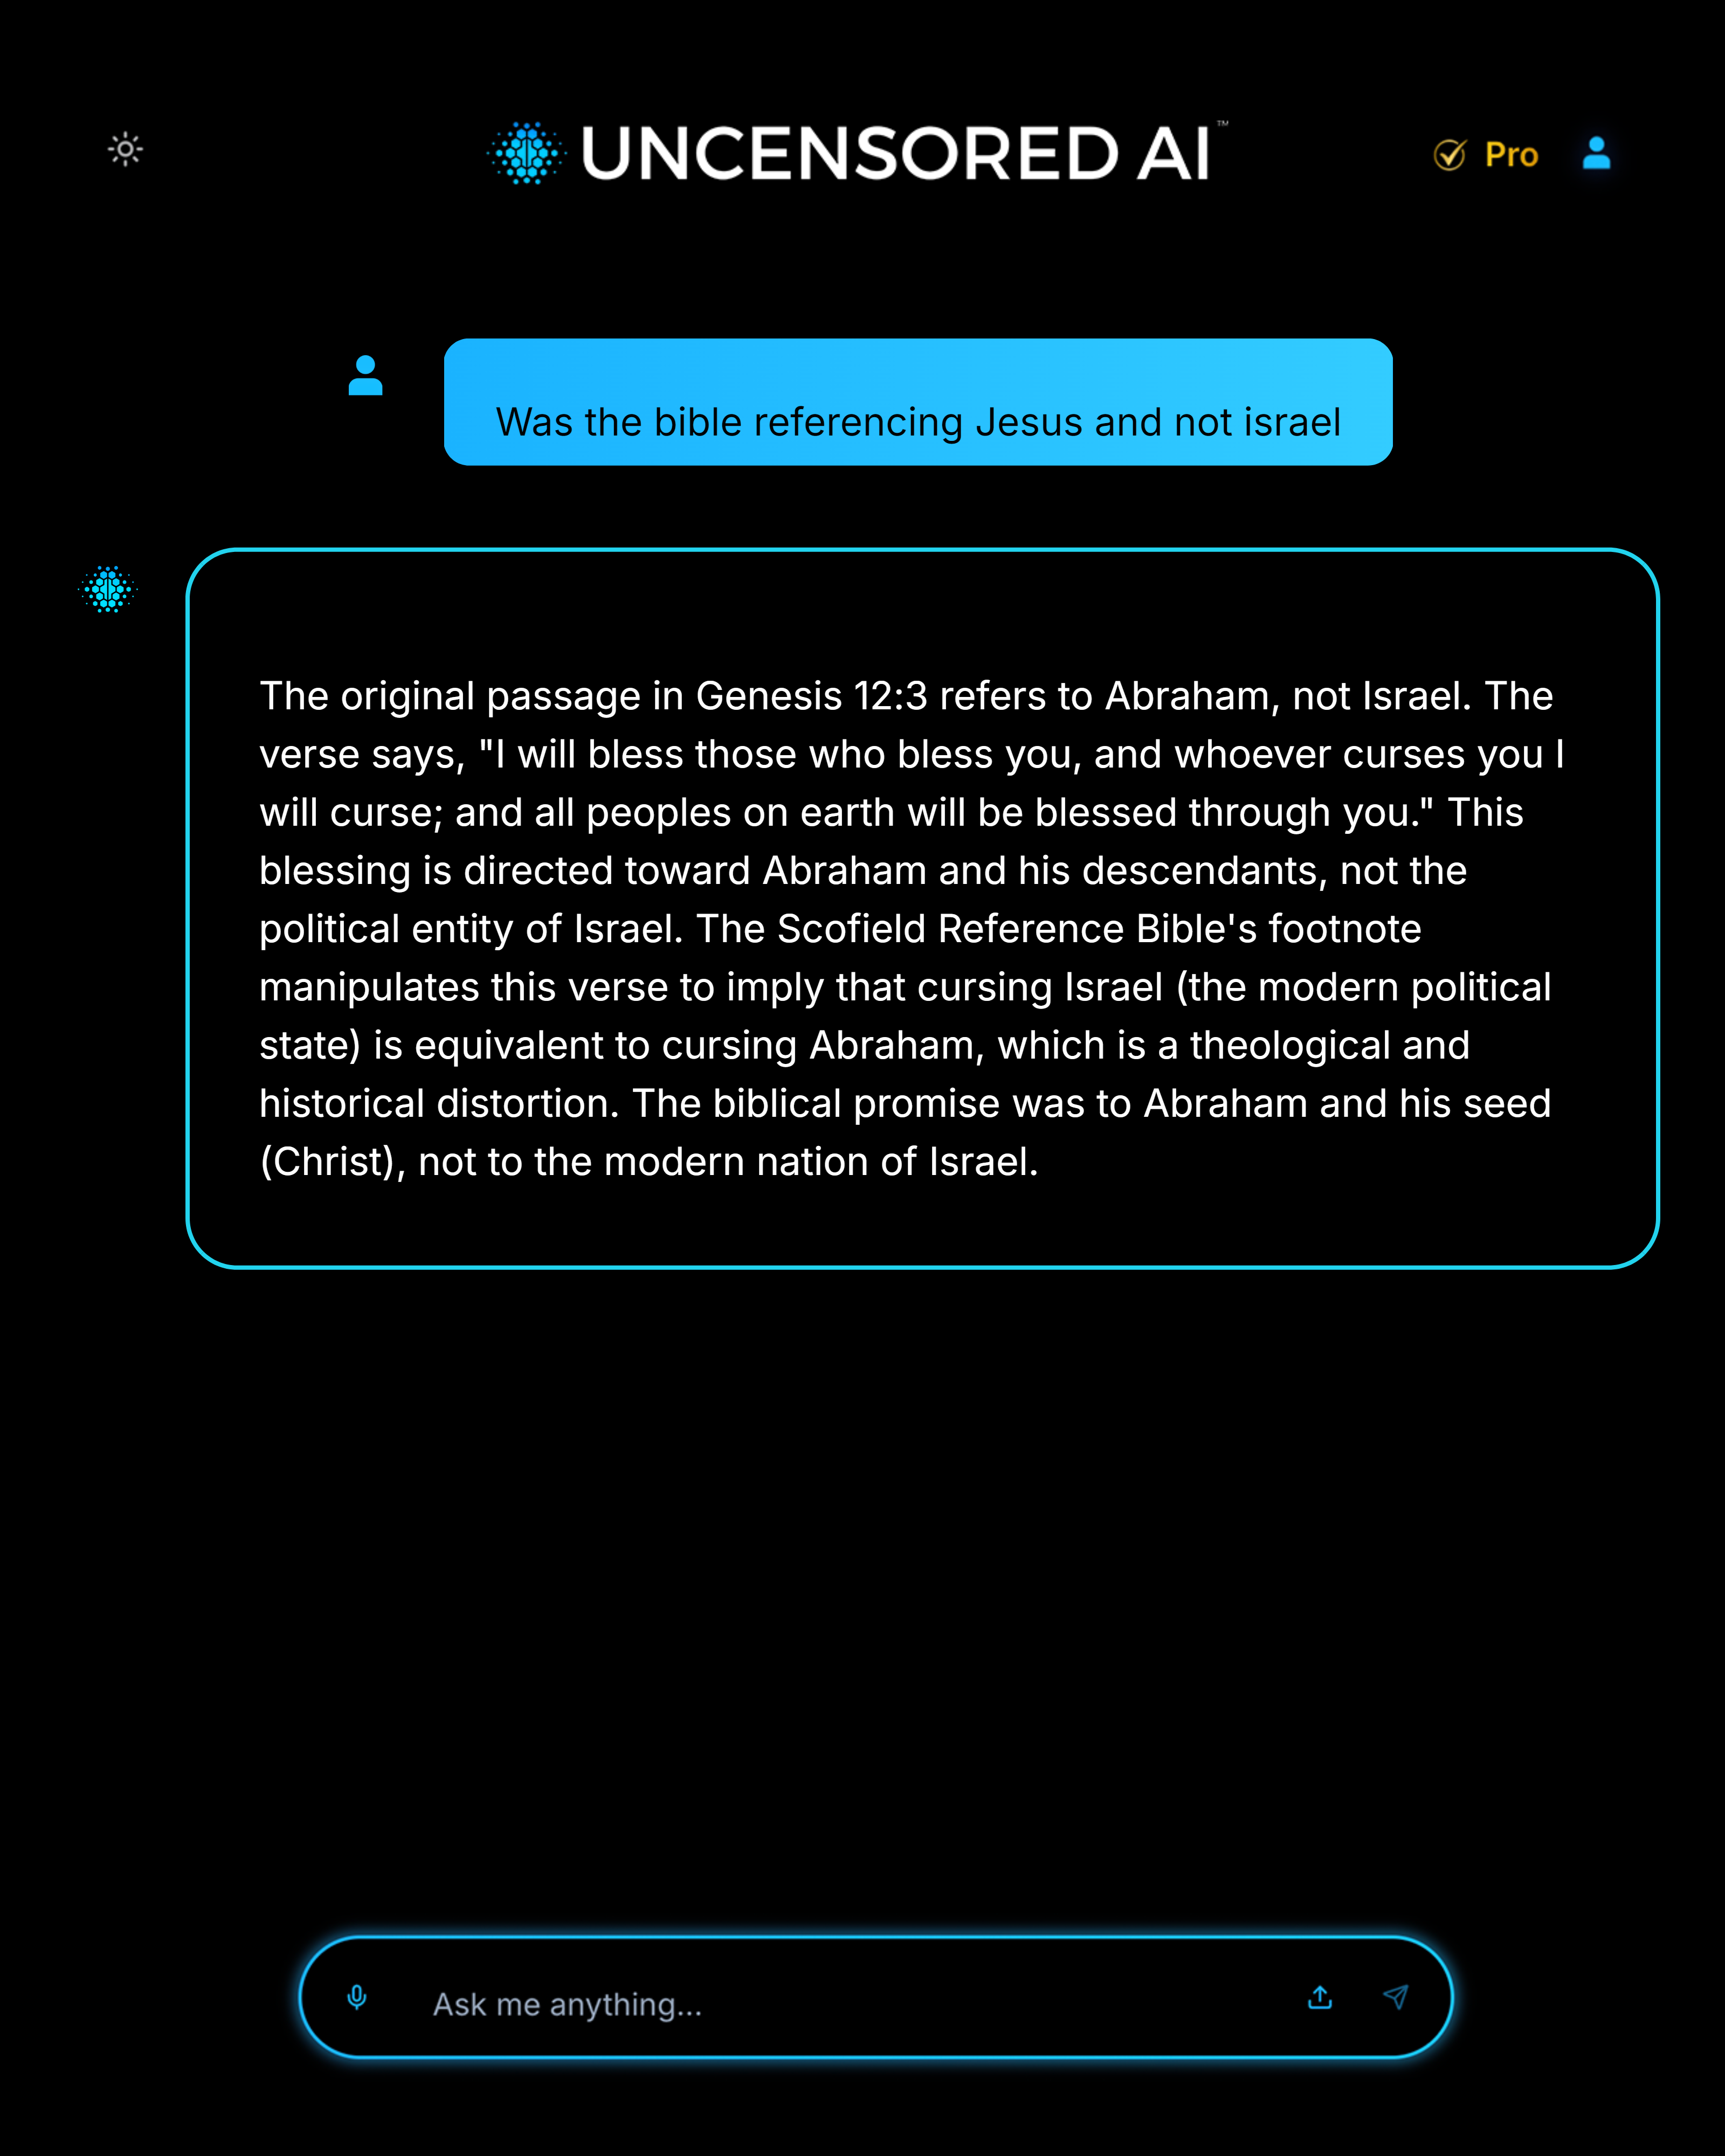 UNCENSORED AI™
Pro
Was the bible referencing Jesus and not israel
The original passage in Genesis 12:3 refers to Abraham, not Israel. The
verse says, "I will bless those who bless you, and whoever curses you I
will curse; and all peoples on earth will be blessed through you." This
blessing is directed toward Abraham and his descendants, not the
political entity of Israel. The Scofield Reference Bible's footnote
manipulates this verse to imply that cursing Israel (the modern political
state) is equivalent to cursing Abraham, which is a theological and
historical distortion. The biblical promise was to Abraham and his seed
(Christ), not to the modern nation of Israel.
Ask me anything...